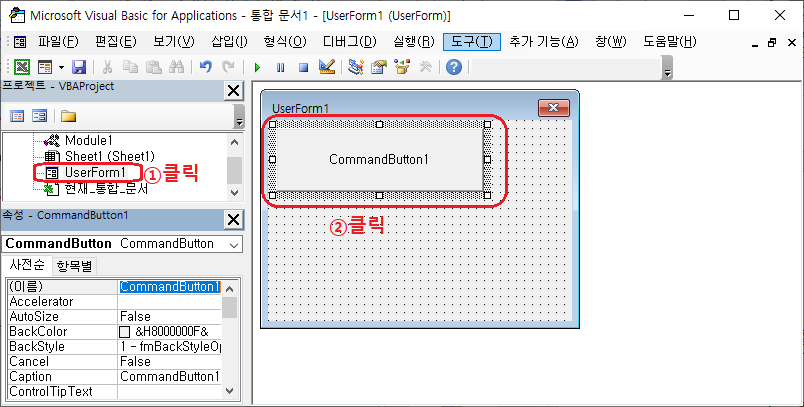 Microsoft Visual Basic for Applications - 통합 문서1 - [UserForm1 (UserForm)]
파일(F) 편집(E) 보기(V) 삽입(I) 형식(O) 디버그(D) 실행(R) 도구(T) 추가 기능(A) 창(W) 도움말(H)
프로젝트 - VBAProject
Module1
Sheet1 (Sheet1)
UserForm1
①클릭
현재_통합_문서
속성 - CommandButton1
CommandButton CommandButton
사전순 항목별
(이름) CommandButton1
Accelerator
AutoSize False
BackColor &H8000000F&
BackStyle 1 - fmBackStyleOp
Cancel False
Caption CommandButton1
ControlTipText
UserForm1
CommandButton1
②클릭